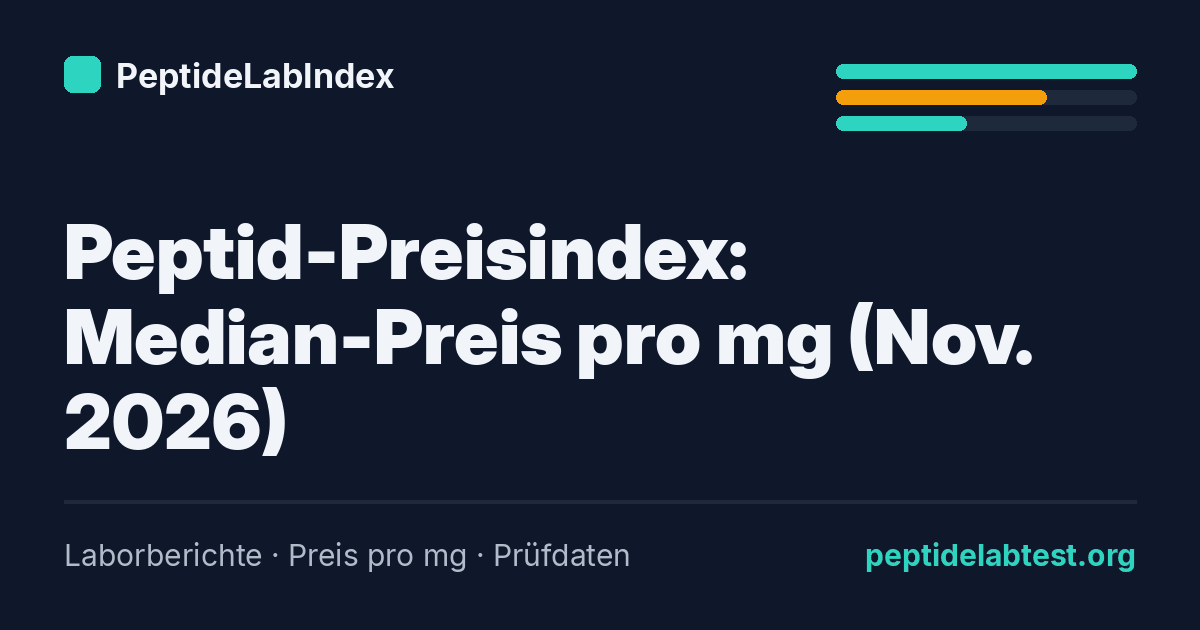 PeptideLabIndex
Peptid-Preisindex:
Median-Preis pro mg (Nov.
2026)
Laborberichte · Preis pro mg · Prüfdaten
peptidelabtest.org